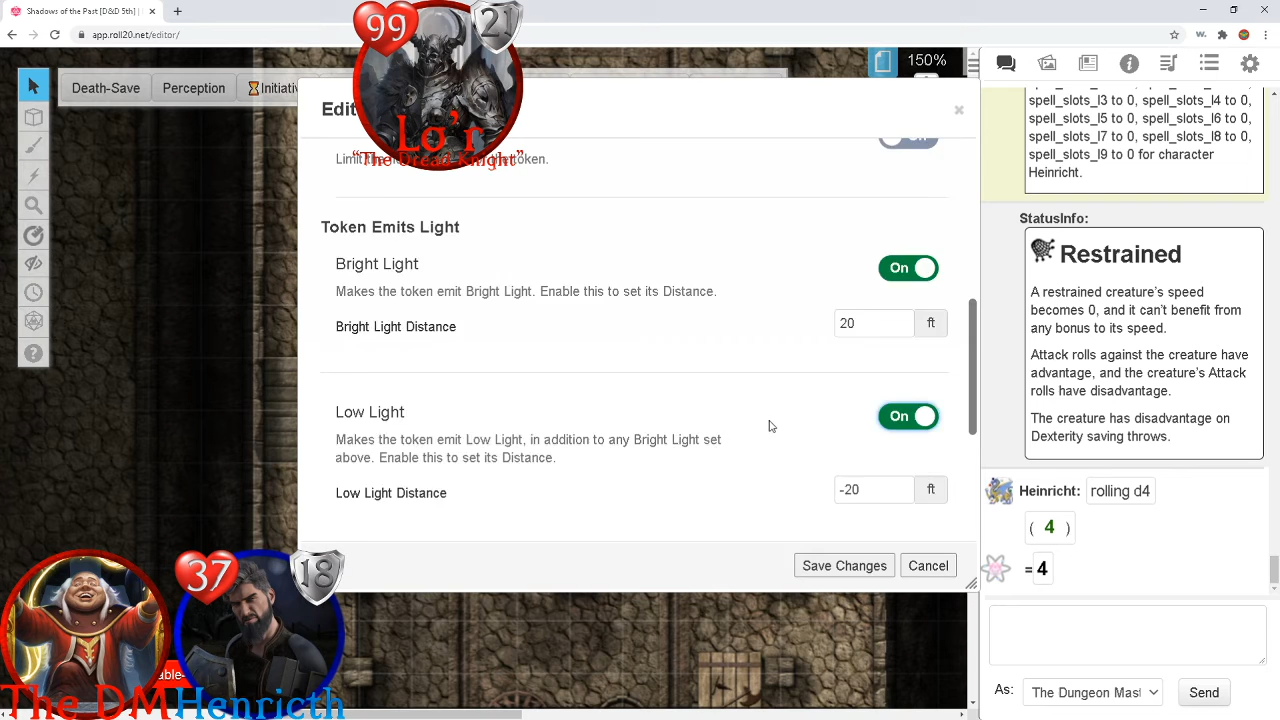 Shadows of the Past [D&D 5th] |
app.roll20.net/editor/
99
21
Lo'r
"The Dread Knight"
150%
Death-Save
Perception
Initiati
Edit
token.
Token Emits Light
Bright Light
On
Makes the token emit Bright Light. Enable this to set its Distance.
Bright Light Distance
20
ft
Low Light
On
Makes the token emit Low Light, in addition to any Bright Light set
above. Enable this to set its Distance.
Low Light Distance
-20
ft
Save Changes
Cancel
spell_slots_l3 to 0, spell_slots_l4 to 0,
spell_slots_l5 to 0, spell_slots_l6 to 0,
spell_slots_l7 to 0, spell_slots_l8 to 0,
spell_slots_l9 to 0 for character
Heinricht.
StatusInfo:
Restrained
A restrained creature's speed
becomes 0, and it can't benefit from
any bonus to its speed.
Attack rolls against the creature have
advantage, and the creature's Attack
rolls have disadvantage.
The creature has disadvantage on
Dexterity saving throws.
Heinricht:
rolling d4
( 4 )
= 4
As:
The Dungeon Mast
Send
37
18
able-
The DM
Henricth